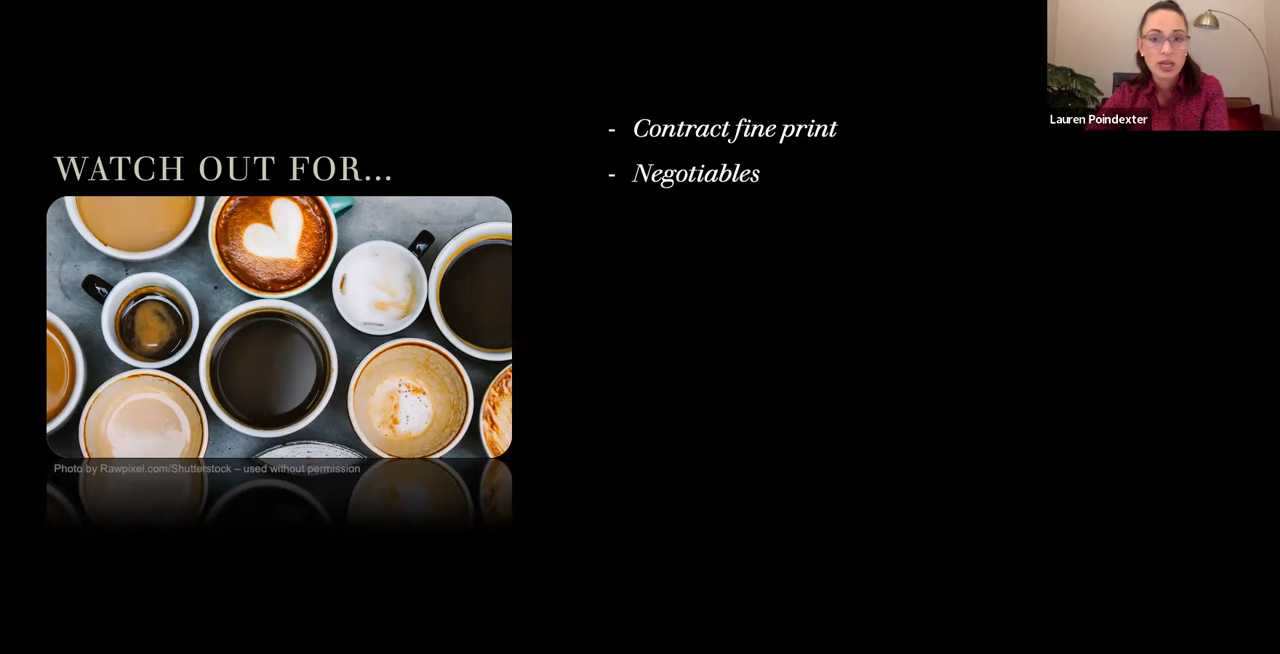 Lauren Poindexter
WATCH OUT FOR...
- Contract fine print
- Negotiables
Photo by Rawpixel.com/Shutterstock – used without permission